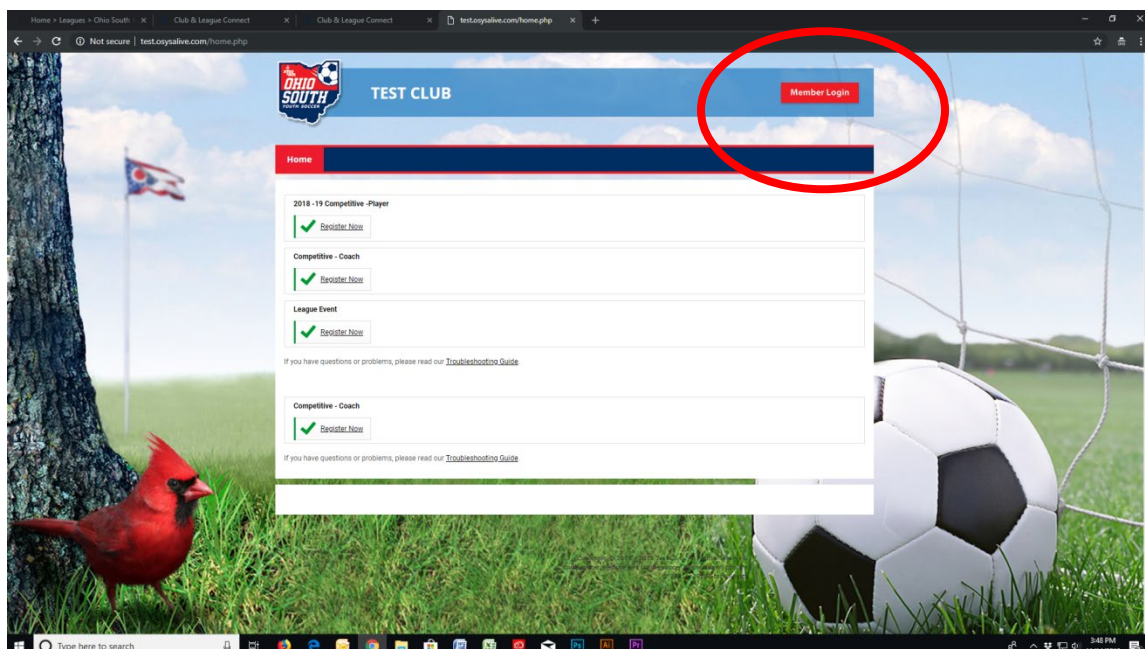 Home > Leagues > Ohio South
Club & League Connect
Club & League Connect
test.osysalive.com/home.php
Not secure | test.osysalive.com/home.php
OHIO
SOUTH
YOUTH SOCCER
TEST CLUB
Member Login
Home
2018 -19 Competitive -Player
Register Now
Competitive - Coach
Register Now
League Event
Register Now
If you have questions or problems, please read our Troubleshooting Guide.
Competitive - Coach
Register Now
If you have questions or problems, please read our Troubleshooting Guide
Type here to search
Ps
Ai
Pr
3:48 PM